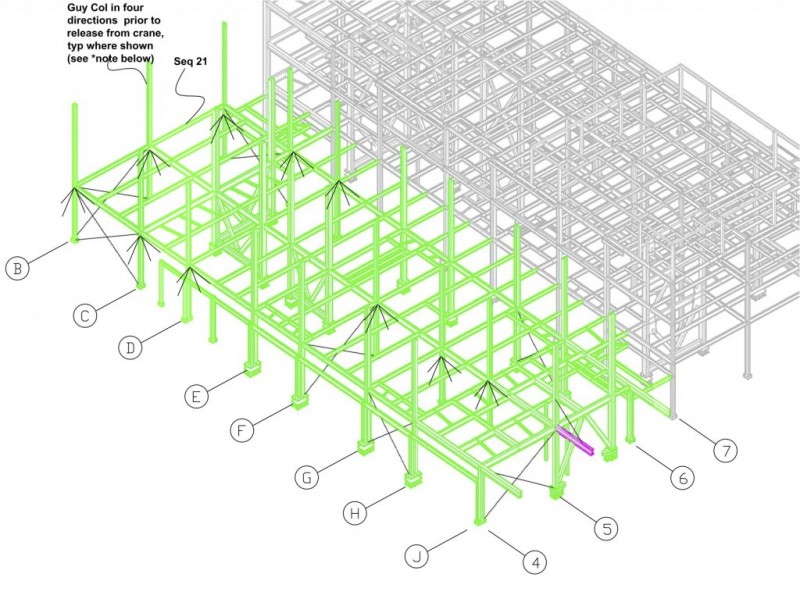 Guy Col in four
directions prior to
release from crane,
typ where shown
(see *note below)
Seq 21
B
C
D
E
F
G
H
J
4
5
6
7